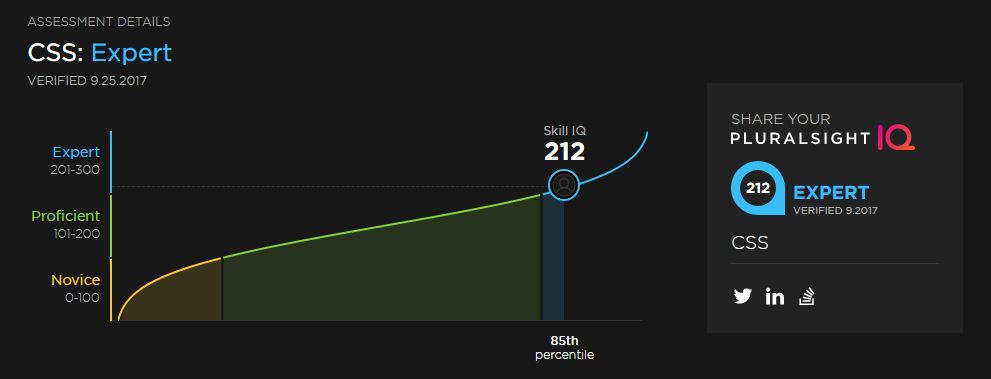 ASSESSMENT DETAILS
CSS: Expert
VERIFIED 9.25.2017
Expert
201-300
Proficient
101-200
Novice
0-100
Skill IQ
212
85th
percentile
SHARE YOUR
PLURALSIGHT IQ
212
EXPERT
VERIFIED 9.2017
CSS
in